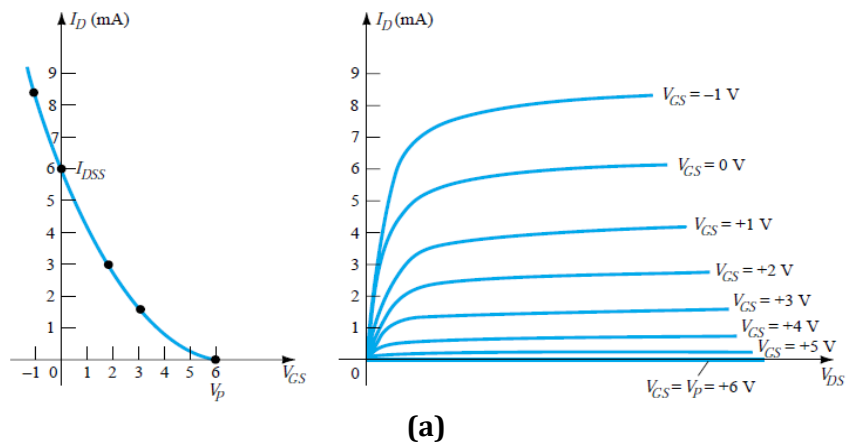 I_D (mA)
9
8
7
6
I_DSS
5
4
3
2
1
–1 0 1 2 3 4 5 6
V_P
V_GS
I_D (mA)
9
8
7
6
5
4
3
2
1
0
V_GS = –1 V
V_GS = 0 V
V_GS = +1 V
V_GS = +2 V
V_GS = +3 V
V_GS = +4 V
V_GS = +5 V
V_GS = V_P = +6 V
V_DS
(a)